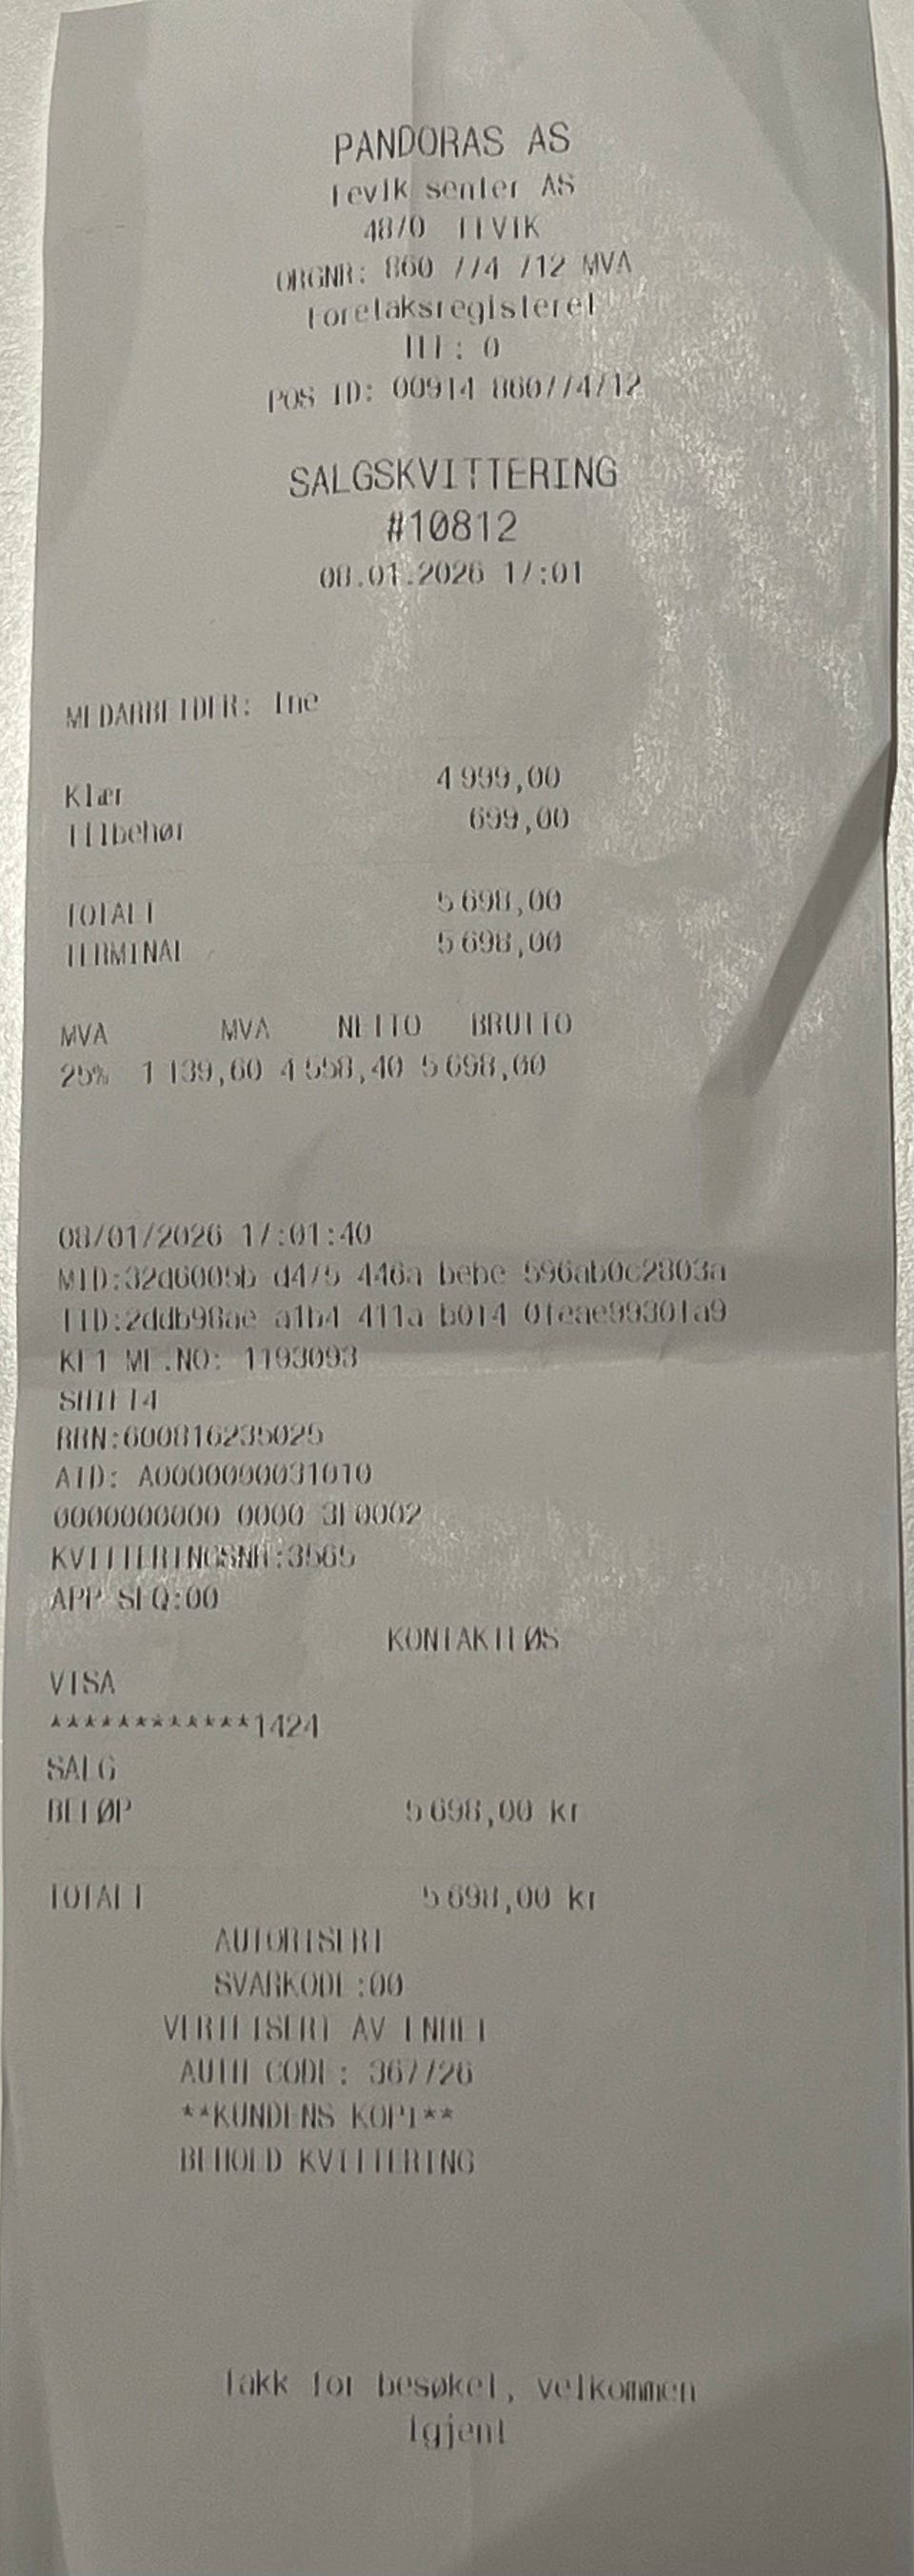 PANDORAS AS
Fevik senter AS
4870 FEVIK
ORGNR: 860 774 712 MVA
Foretaksregisteret
TLF: 0
POS ID: 00914 860774712
SALGSKVITTERING
#10812
08.01.2026 17:01
MEDARBEIDER: Ine
Klær 4 999,00
Tilbehør 699,00
TOTALT 5 698,00
TERMINAL 5 698,00
MVA MVA NETTO BRUTTO
25% 1 139,60 4 558,40 5 698,00
08/01/2026 17:01:40
MID:32d6005b d475 446a bebe 596ab0c2803a
TID:2ddb98ae a1b4 411a b014
1193093
SHIFT4
RRN:600816235025
AID: A0000000031010
0000000000 0000 3F0002
KVITTERINGSNR:3565
APP SEQ:00
KONTAKTLØS
VISA
************1424
SALG
BELØP 5 698,00 kr
TOTALT 5 698,00 kr
AUTORISERT
SVARKODE:00
VERIFISERT AV ENHET
AUTH CODE: 367726
**KUNDENS KOPI**
BEHOLD KVITTERING
Takk for besøket, velkommen
igjen!